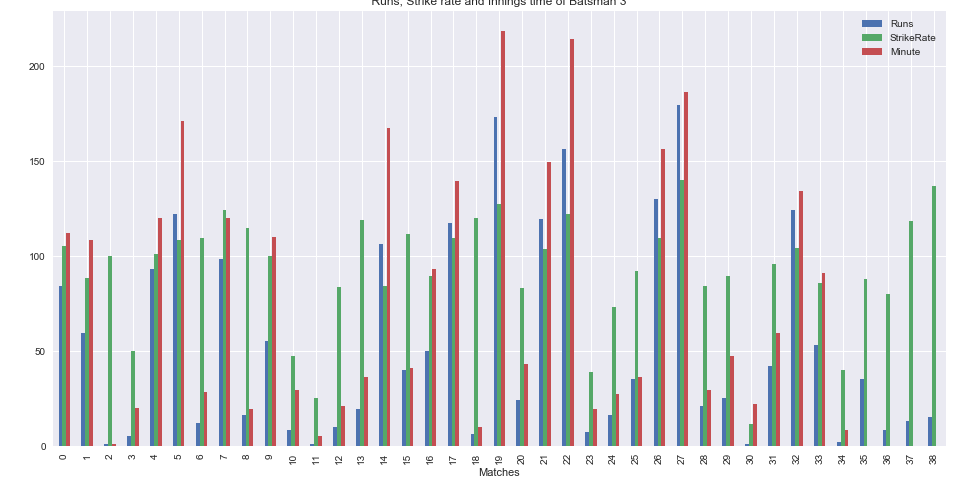 Runs, Strike rate and Innings time of Batsman 3
Runs
StrikeRate
Minute
200
150
100
50
0
0 1 2 3 4 5 6 7 8 9 10 11 12 13 14 15 16 17 18 19 20 21 22 23 24 25 26 27 28 29 30 31 32 33 34 35 36 37 38
Matches